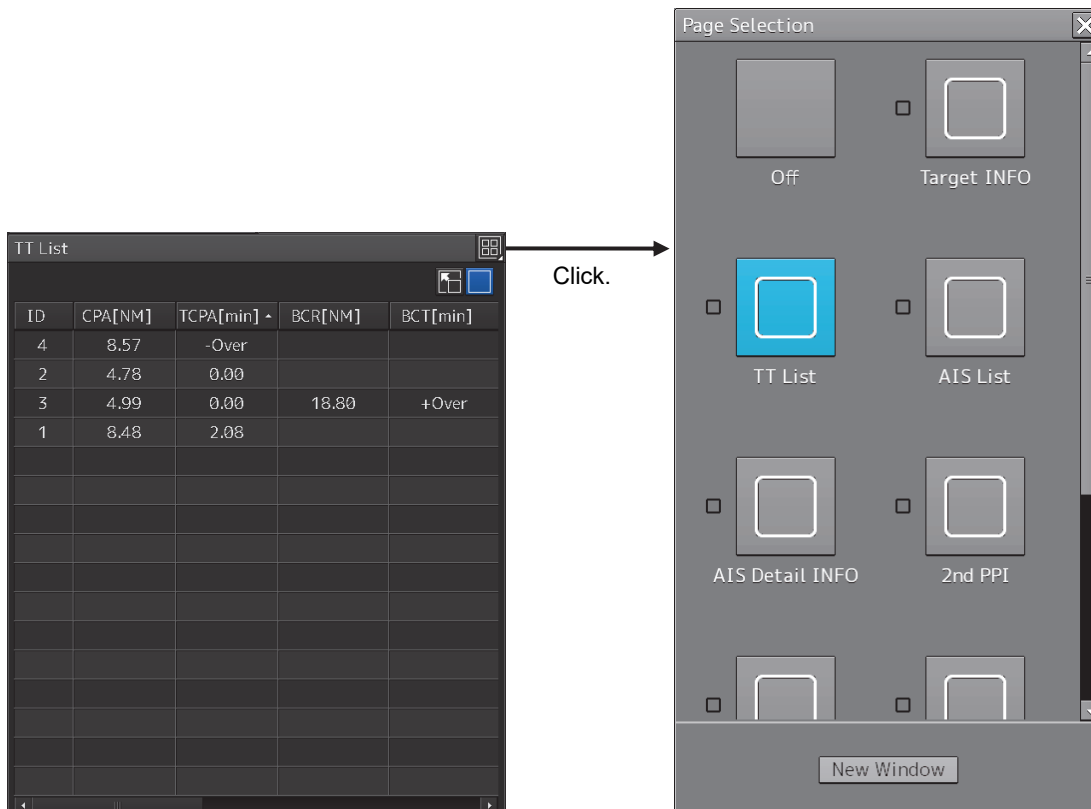 Page Selection
Off
Target INFO
TT List
Click.
ID CPA[NM] TCPA[min] BCR[NM] BCT[min]
4 8.57 -Over
2 4.78 0.00
3 4.99 0.00 18.80 +Over
1 8.48 2.08
TT List
AIS List
AIS Detail INFO
2nd PPI
New Window